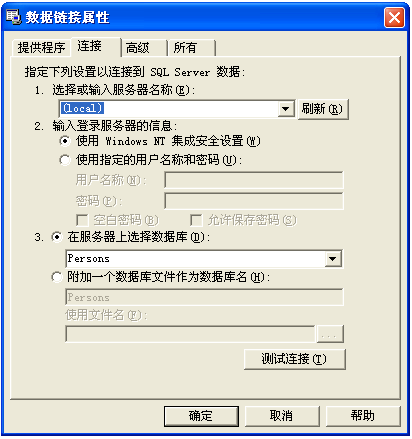 数据链接属性
提供程序 连接 高级 所有
指定下列设置以连接到 SQL Server 数据:
1. 选择或输入服务器名称(E):
(local) 刷新(R)
2. 输入登录服务器的信息:
使用 Windows NT 集成安全设置(W)
使用指定的用户名称和密码(U):
用户名称(N):
密码(P):
空白密码(B) 允许保存密码(S)
3. 在服务器上选择数据库(D):
Persons
附加一个数据库文件作为数据库名(H):
Persons
使用文件名(F):
...
测试连接(T)
确定 取消 帮助